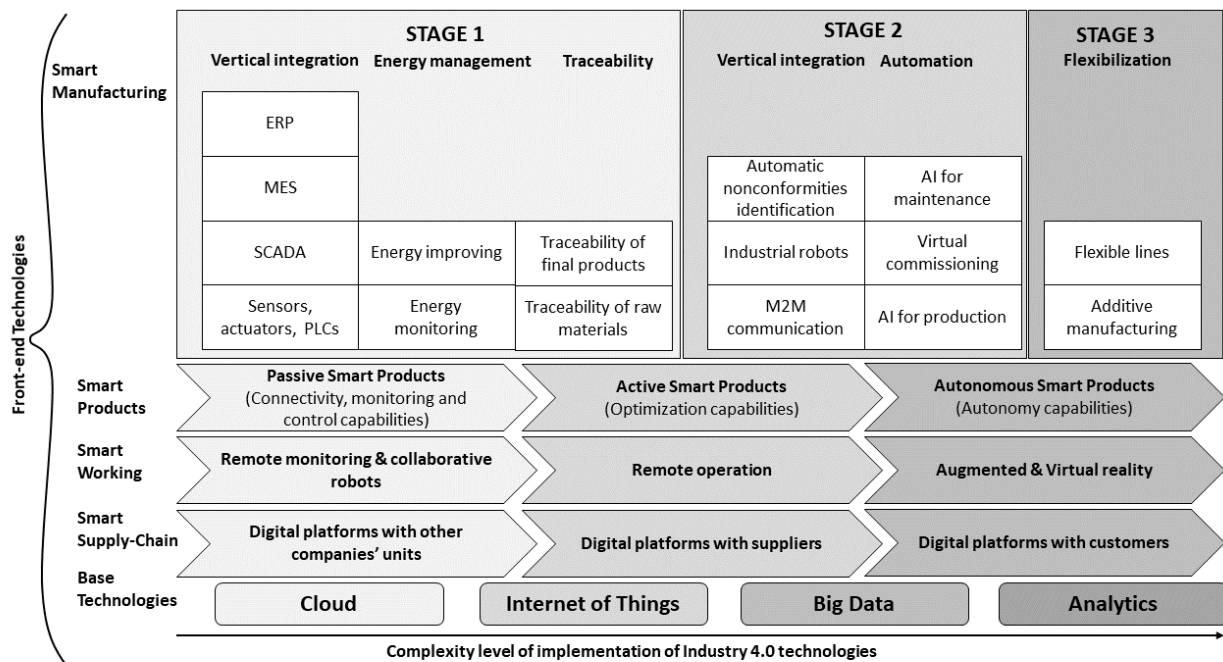 Front-end Technologies
Smart
Manufacturing
STAGE 1
Vertical integration
Energy management
Traceability
ERP
MES
SCADA
Energy improving
Traceability of
final products
Sensors,
actuators, PLCs
Energy
monitoring
Traceability of raw
materials
STAGE 2
Vertical integration
Automation
Automatic
nonconformities
identification
AI for
maintenance
Industrial robots
Virtual
commissioning
M2M
communication
AI for production
STAGE 3
Flexibilization
Flexible lines
Additive
manufacturing
Smart
Products
Passive Smart Products
(Connectivity, monitoring and
control capabilities)
Active Smart Products
(Optimization capabilities)
Autonomous Smart Products
(Autonomy capabilities)
Smart
Working
Remote monitoring & collaborative
robots
Remote operation
Augmented & Virtual reality
Smart
Supply-Chain
Digital platforms with other
companies’ units
Digital platforms with suppliers
Digital platforms with customers
Base
Technologies
Cloud
Internet of Things
Big Data
Analytics
Complexity level of implementation of Industry 4.0 technologies